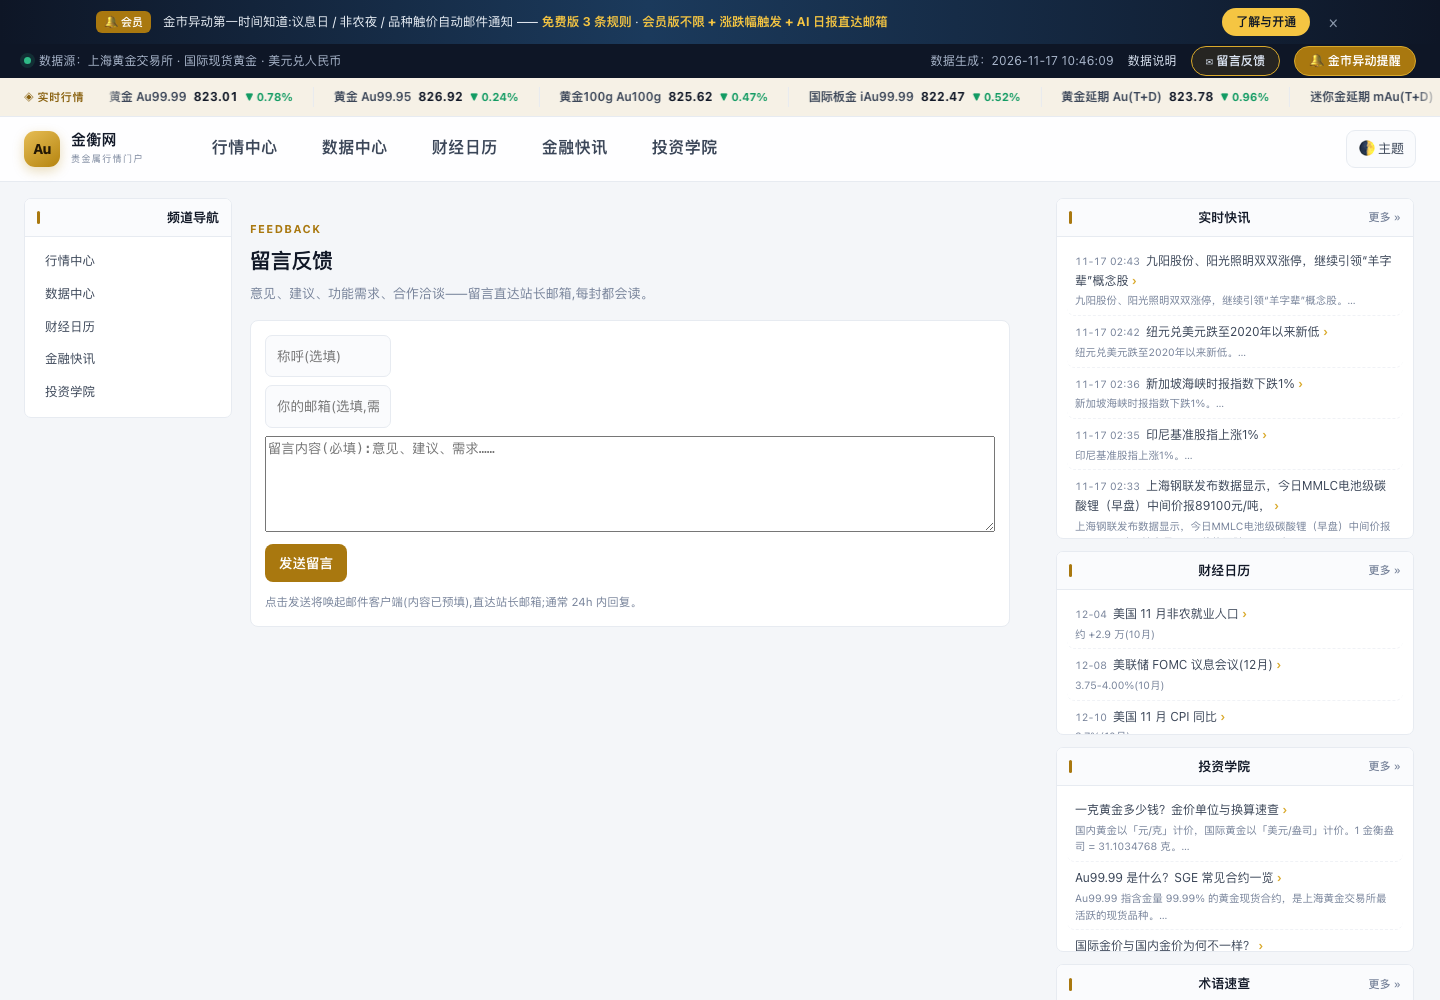 会员 金市异动第一时间知道:议息日 / 非农夜 / 品种触价自动邮件通知 —— 免费版 3 条规则 · 会员版不限 + 涨跌幅触发 + AI 日报直达邮箱 了解与开通 ×
数据源：上海黄金交易所 · 国际现货黄金 · 美元兑人民币 数据生成：2026-11-17 10:46:09 数据说明 ✉ 留言反馈 金市异动提醒
◈ 实时行情 黄金 Au99.99 823.01 ▼ 0.78% 黄金 Au99.95 826.92 ▼ 0.24% 黄金100g Au100g 825.62 ▼ 0.47% 国际板金 iAu99.99 822.47 ▼ 0.52% 黄金延期 Au(T+D) 823.78 ▼ 0.96% 迷你金延期 mAu(T+D)
Au 金衡网
贵金属行情门户
行情中心 数据中心 财经日历 金融快讯 投资学院
主题
频道导航
行情中心
数据中心
财经日历
金融快讯
投资学院
FEEDBACK
留言反馈
意见、建议、功能需求、合作洽谈——留言直达站长邮箱,每封都会读。
称呼(选填)
你的邮箱(选填,需
留言内容(必填):意见、建议、需求……
发送留言
点击发送将唤起邮件客户端(内容已预填),直达站长邮箱;通常 24h 内回复。
实时快讯 更多 »
11-17 02:43 九阳股份、阳光照明双双涨停，继续引领“羊字
辈”概念股 ›
九阳股份、阳光照明双双涨停，继续引领“羊字辈”概念股。...
11-17 02:42 纽元兑美元跌至2020年以来新低 ›
纽元兑美元跌至2020年以来新低。...
11-17 02:36 新加坡海峡时报指数下跌1% ›
新加坡海峡时报指数下跌1%。...
11-17 02:35 印尼基准股指上涨1% ›
印尼基准股指上涨1%。...
11-17 02:33 上海钢联发布数据显示，今日MMLC电池级碳
酸锂（早盘）中间价报89100元/吨， ›
上海钢联发布数据显示，今日MMLC电池级碳酸锂（早盘）中间价报
财经日历 更多 »
12-04 美国 11 月非农就业人口 ›
约 +2.9 万(10月)
12-08 美联储 FOMC 议息会议(12月) ›
3.75-4.00%(10月)
12-10 美国 11 月 CPI 同比 ›
投资学院 更多 »
一克黄金多少钱？金价单位与换算速查 ›
国内黄金以「元/克」计价，国际黄金以「美元/盎司」计价。1 金衡盎
司 = 31.1034768 克。...
Au99.99 是什么？SGE 常见合约一览 ›
Au99.99 指含金量 99.99% 的黄金现货合约，是上海黄金交易所最
活跃的现货品种。...
国际金价与国内金价为何不一样？ ›
术语速查 更多 »